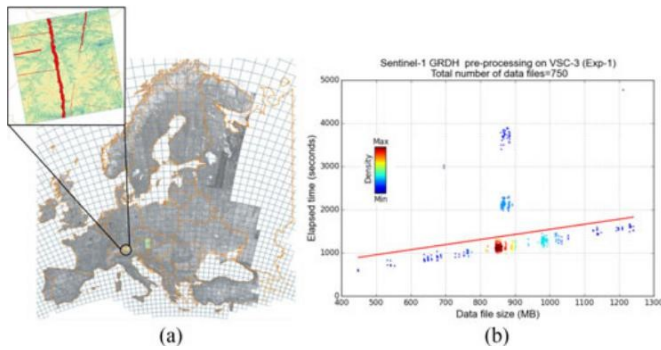 Sentinel-1 GRDH pre-processing on VSC-3 (Exp-1)
Total number of data files=750
5000
4000
3000
2000
1000
0
Elapsed time (seconds)
Max
Density
Min
400
500
600
700
800
900
1000
1100
1200
1300
Data file size (MB)
(a)
(b)